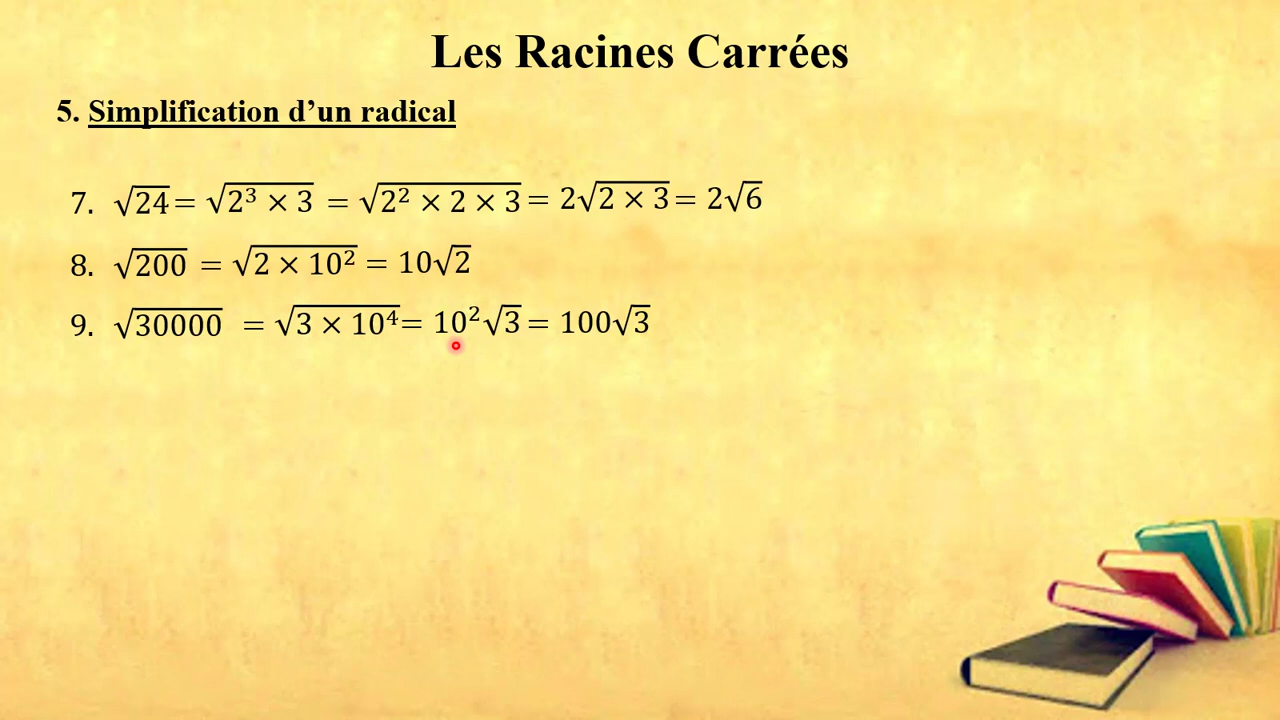 Les Racines Carrées
5. Simplification d’un radical
7. √24 = √(2³ × 3) = √(2² × 2 × 3) = 2√(2 × 3) = 2√6
8. √200 = √(2 × 10²) = 10√2
9. √30000 = √(3 × 10⁴) = 10²√3 = 100√3